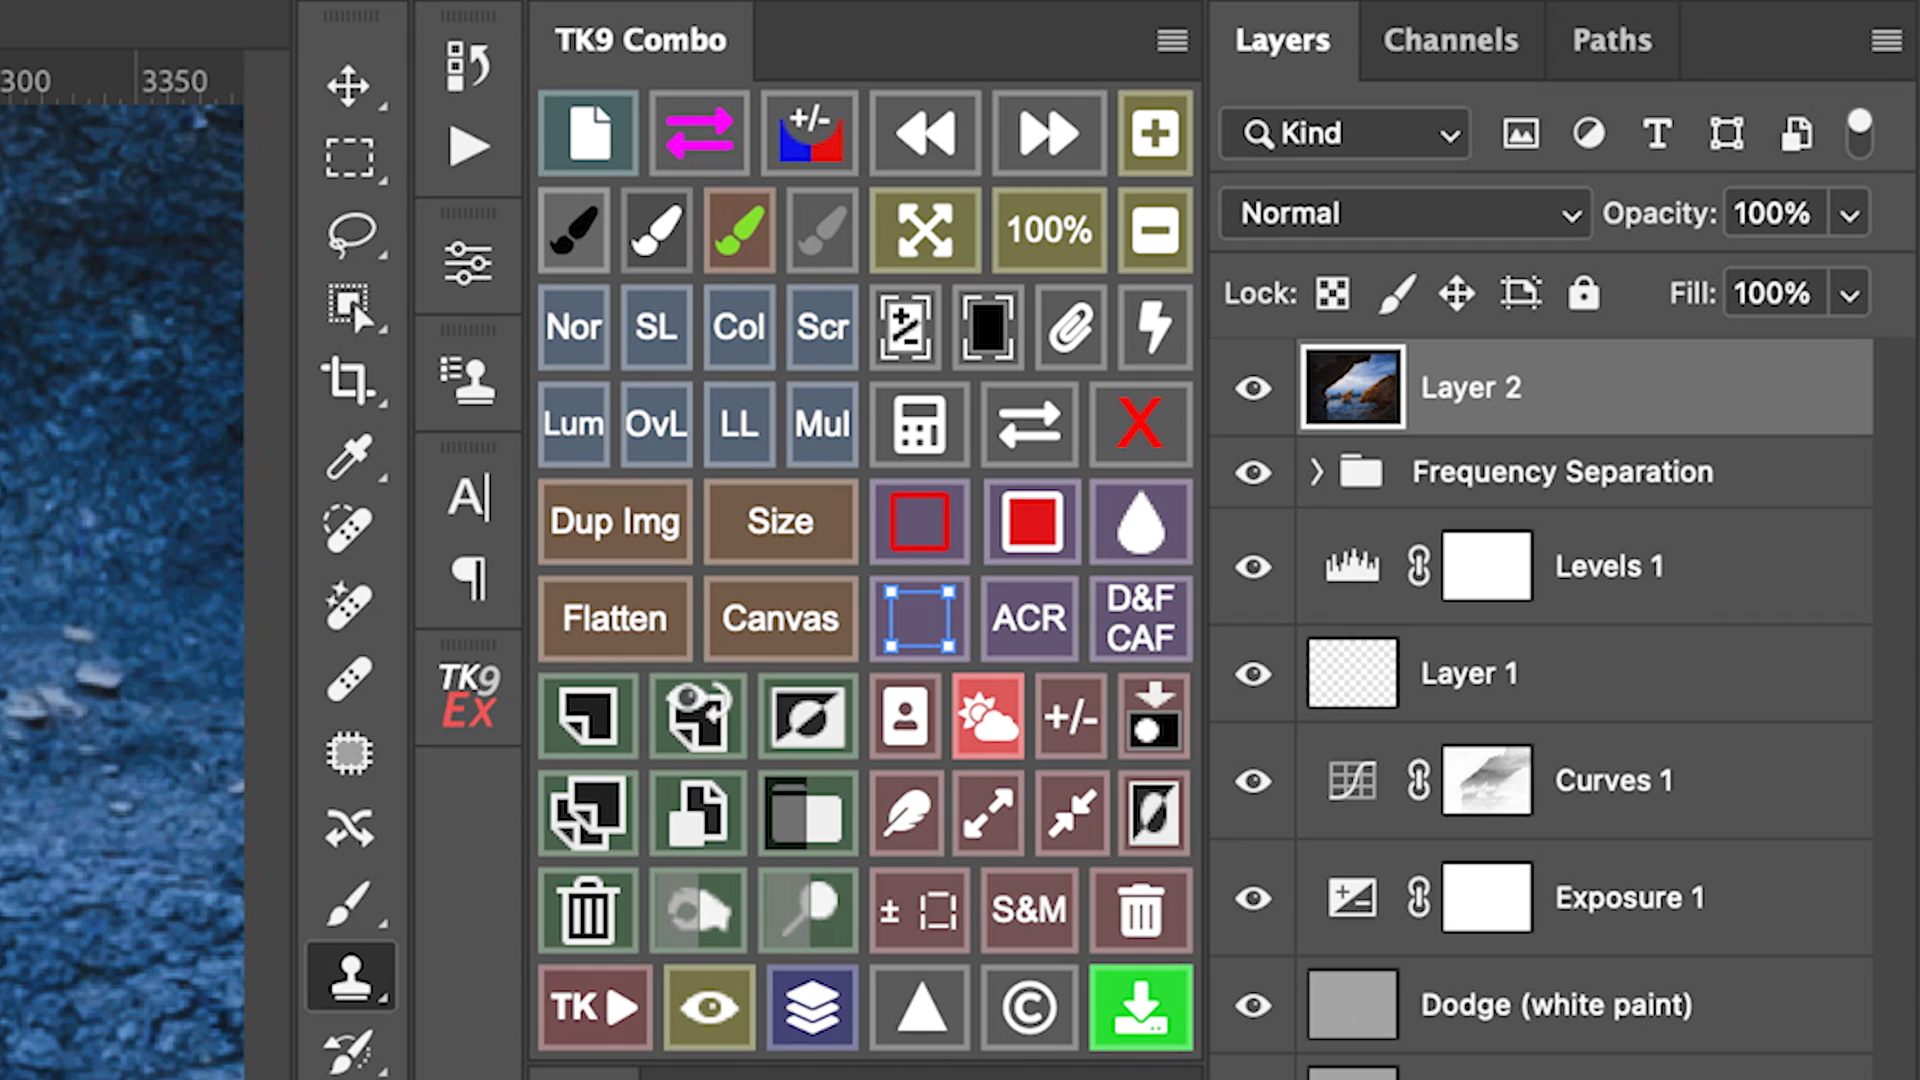 300
3350
A
¶
TK9
EX
TK9 Combo
+/-
100%
Nor SL Col Scr
Lum OvL LL Mul
X
Dup Img Size
Flatten Canvas
ACR
D&F
CAF
+/-
± S&M
TK
©
Layers Channels Paths
Kind
T
Normal Opacity: 100%
Lock: Fill: 100%
Layer 2
Frequency Separation
Levels 1
Layer 1
Curves 1
Exposure 1
Dodge (white paint)